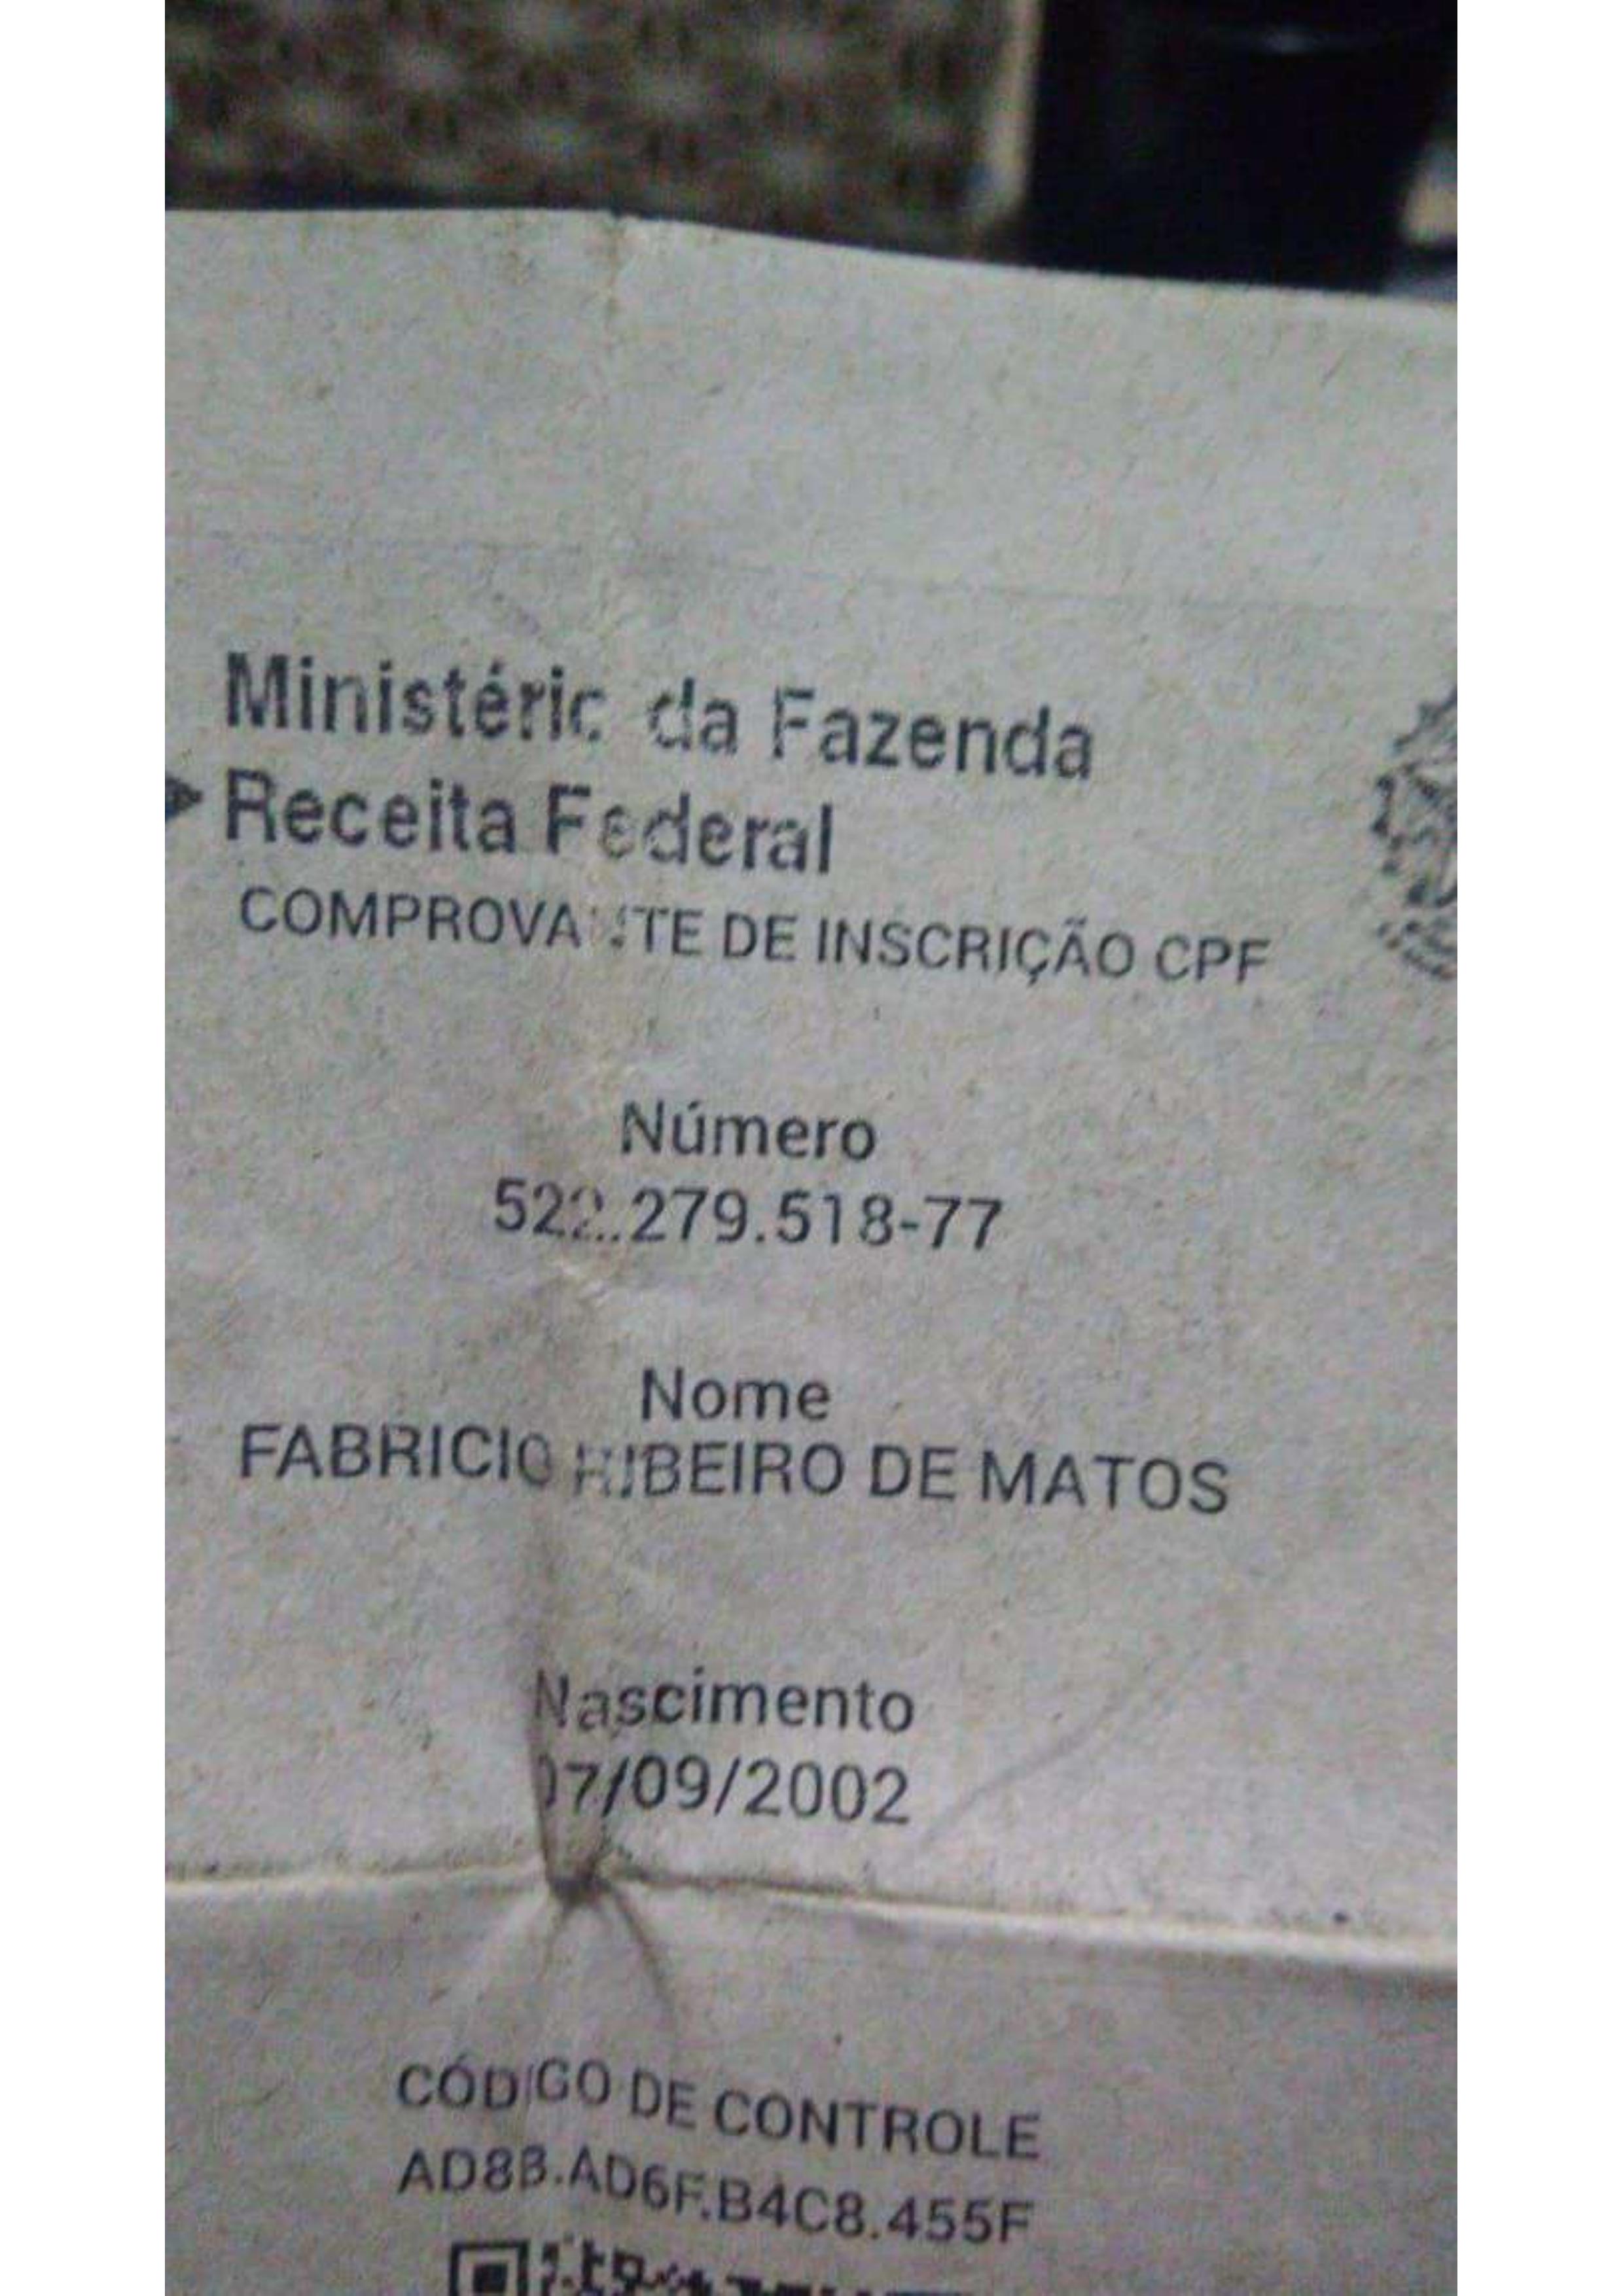 Ministério da Fazenda
Receita Federal
COMPROVANTE DE INSCRIÇÃO CPF
Número
522.279.518-77
Nome
FABRICIO RIBEIRO DE MATOS
Nascimento
07/09/2002
CÓDIGO DE CONTROLE
AD8B.AD6F.B4C8.455F